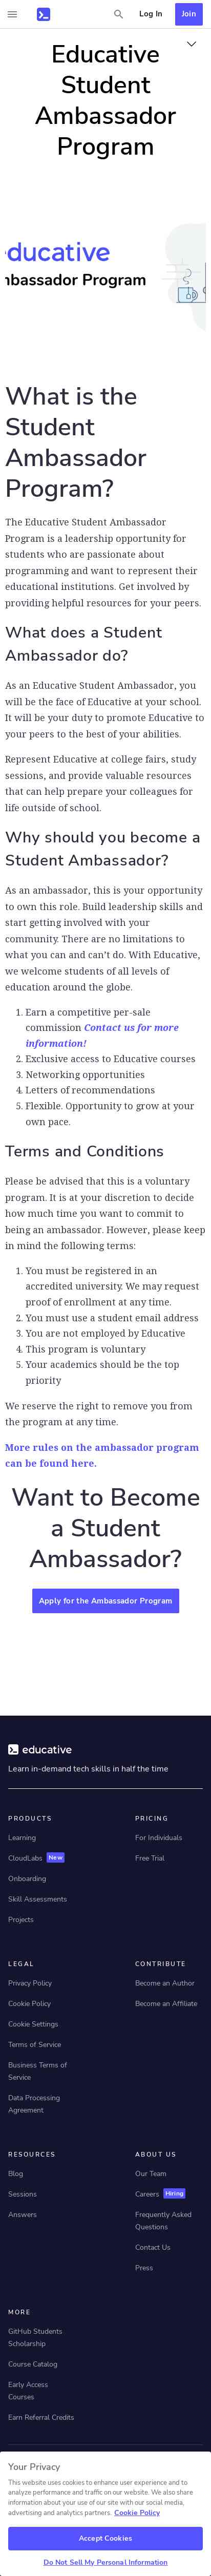 Log In
Join
Educative
Student
Ambassador
Program
educative
mbassador Program
What is the
Student
Ambassador
Program?
The Educative Student Ambassador
Program is a leadership opportunity for
students who are passionate about
programming and want to represent their
educational institutions. Get involved by
providing helpful resources for your peers.
What does a Student
Ambassador do?
As an Educative Student Ambassador, you
will be the face of Educative at your school.
It will be your duty to promote Educative to
your peers to the best of your abilities.
Represent Educative at college fairs, study
sessions, and provide valuable resources
that can help prepare your colleagues for
life outside of school.
Why should you become a
Student Ambassador?
As an ambassador, this is your opportunity
to own this role. Build leadership skills and
start getting involved with your
community. There are no limitations to
what you can and can’t do. With Educative,
we welcome students of all levels of
education around the globe.
1. Earn a competitive per-sale
commission Contact us for more
information!
2. Exclusive access to Educative courses
3. Networking opportunities
4. Letters of recommendations
5. Flexible. Opportunity to grow at your
own pace.
Terms and Conditions
Please be advised that this is a voluntary
program. It is at your discretion to decide
how much time you want to commit to
being an ambassador. However, please keep
in mind the following terms:
1. You must be registered in an
accredited university. We may request
proof of enrollment at any time.
2. You must use a student email address
3. You are not employed by Educative
4. This program is voluntary
5. Your academics should be the top
priority
We reserve the right to remove you from
the program at any time.
More rules on the ambassador program
can be found here.
Want to Become
a Student
Ambassador?
Apply for the Ambassador Program
educative
Learn in-demand tech skills in half the time
PRODUCTS
Learning
CloudLabs New
Onboarding
Skill Assessments
Projects
PRICING
For Individuals
Free Trial
LEGAL
Privacy Policy
Cookie Policy
Cookie Settings
Terms of Service
Business Terms of
Service
Data Processing
Agreement
CONTRIBUTE
Become an Author
Become an Affiliate
RESOURCES
Blog
Sessions
Answers
ABOUT US
Our Team
Careers Hiring
Frequently Asked
Questions
Contact Us
Press
MORE
GitHub Students
Scholarship
Course Catalog
Early Access
Courses
Earn Referral Credits
Your Privacy
This website uses cookies to enhance user experience and to
analyze performance and traffic on our website. We also share
information about your use of our site with our social media,
advertising and analytics partners. Cookie Policy
Accept Cookies
Do Not Sell My Personal Information